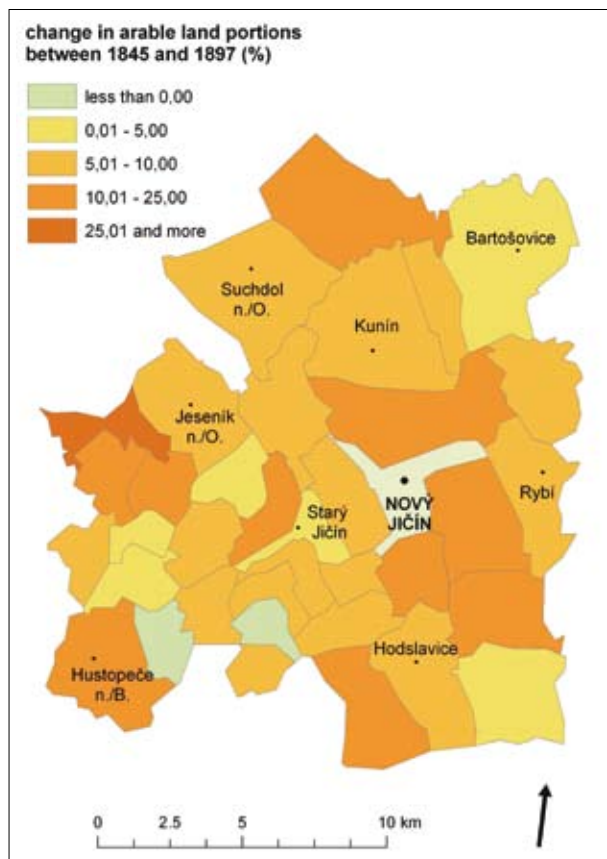 change in arable land portions
between 1845 and 1897 (%)
less than 0,00
0,01 - 5,00
5,01 - 10,00
10,01 - 25,00
25,01 and more
Bartošovice
Suchdol
n./O.
Kunín
Jeseník
n./O.
Starý
Jičín
NOVÝ
JIČÍN
Rybí
Hustopeče
n./B.
Hodslavice
0 2.5 5 10 km